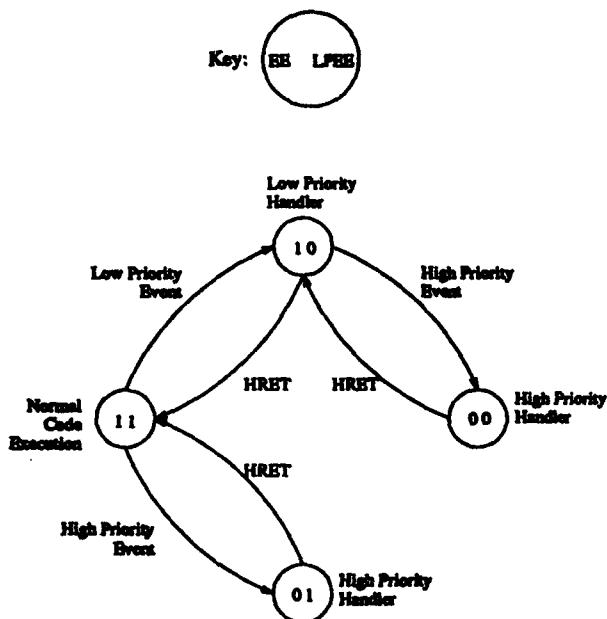 Key:
EE LPEE
Low Priority
Handler
1 0
Low Priority
Event
High Priority
Event
HRET
HRET
Normal
Code
Execution
1 1
0 0
High Priority
Handler
HRET
High Priority
Event
0 1
High Priority
Handler